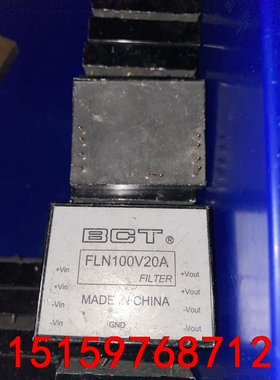 BCT®
FLN100V20A
FILTER
+Vin +Vout
+Vin +Vout
MADE IN CHINA
-Vin -Vout
-Vin GND -Vout
15159768712